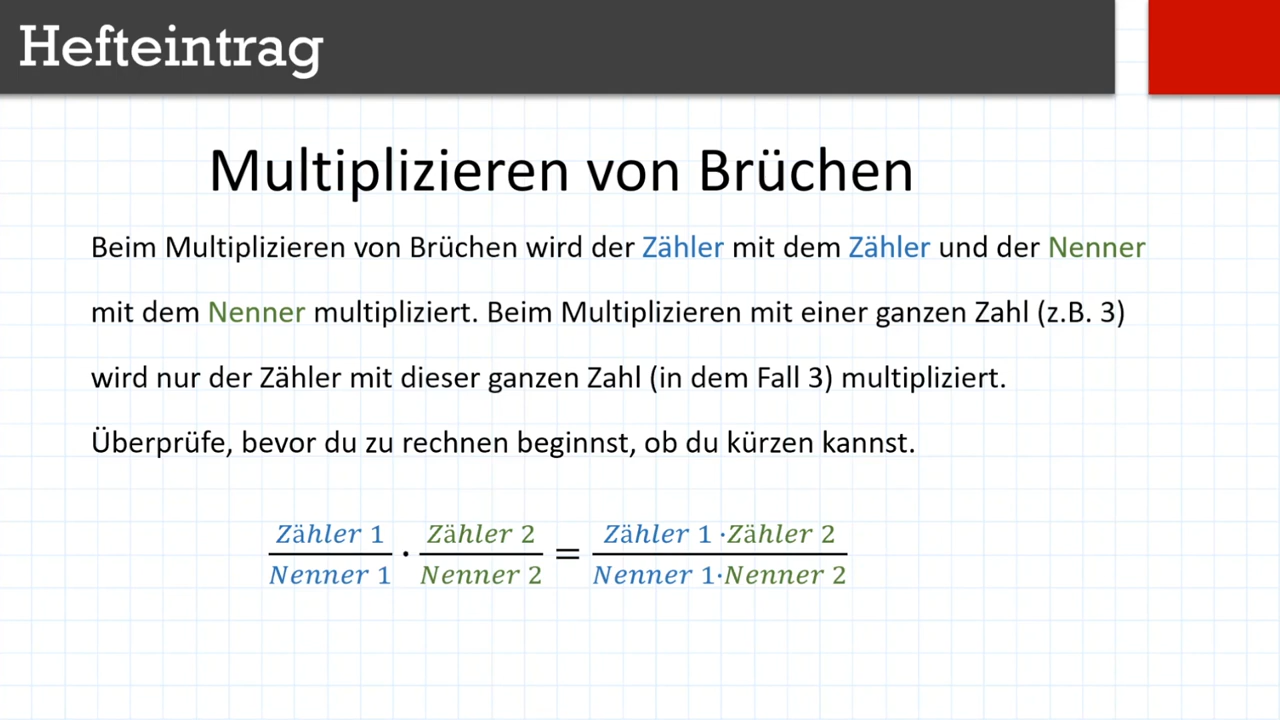 Hefteintrag
Multiplizieren von Brüchen
Beim Multiplizieren von Brüchen wird der Zähler mit dem Zähler und der Nenner
mit dem Nenner multipliziert. Beim Multiplizieren mit einer ganzen Zahl (z.B. 3)
wird nur der Zähler mit dieser ganzen Zahl (in dem Fall 3) multipliziert.
Überprüfe, bevor du zu rechnen beginnst, ob du kürzen kannst.
Zähler 1 / Nenner 1 · Zähler 2 / Nenner 2 = Zähler 1 · Zähler 2 / Nenner 1 · Nenner 2